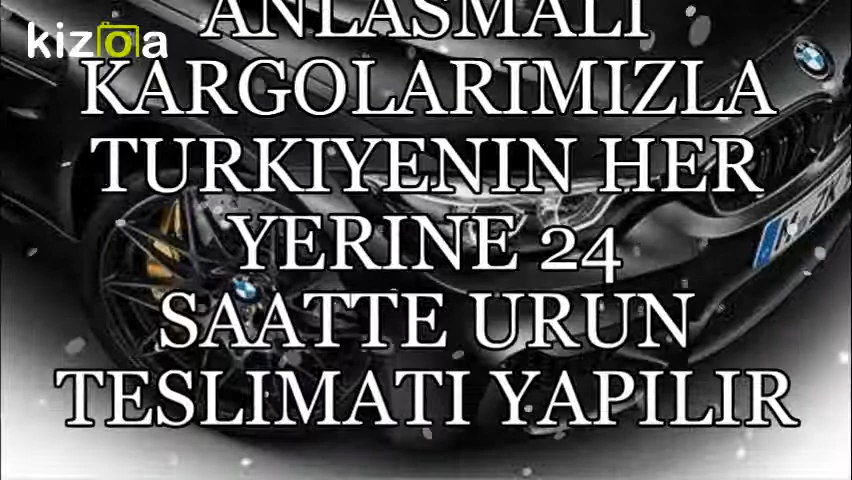 kizoa
ANLASMALI
KARGOLARIMIZLA
TURKIYENIN HER
YERINE 24
SAATTE URUN
TESLIMATI YAPILIR